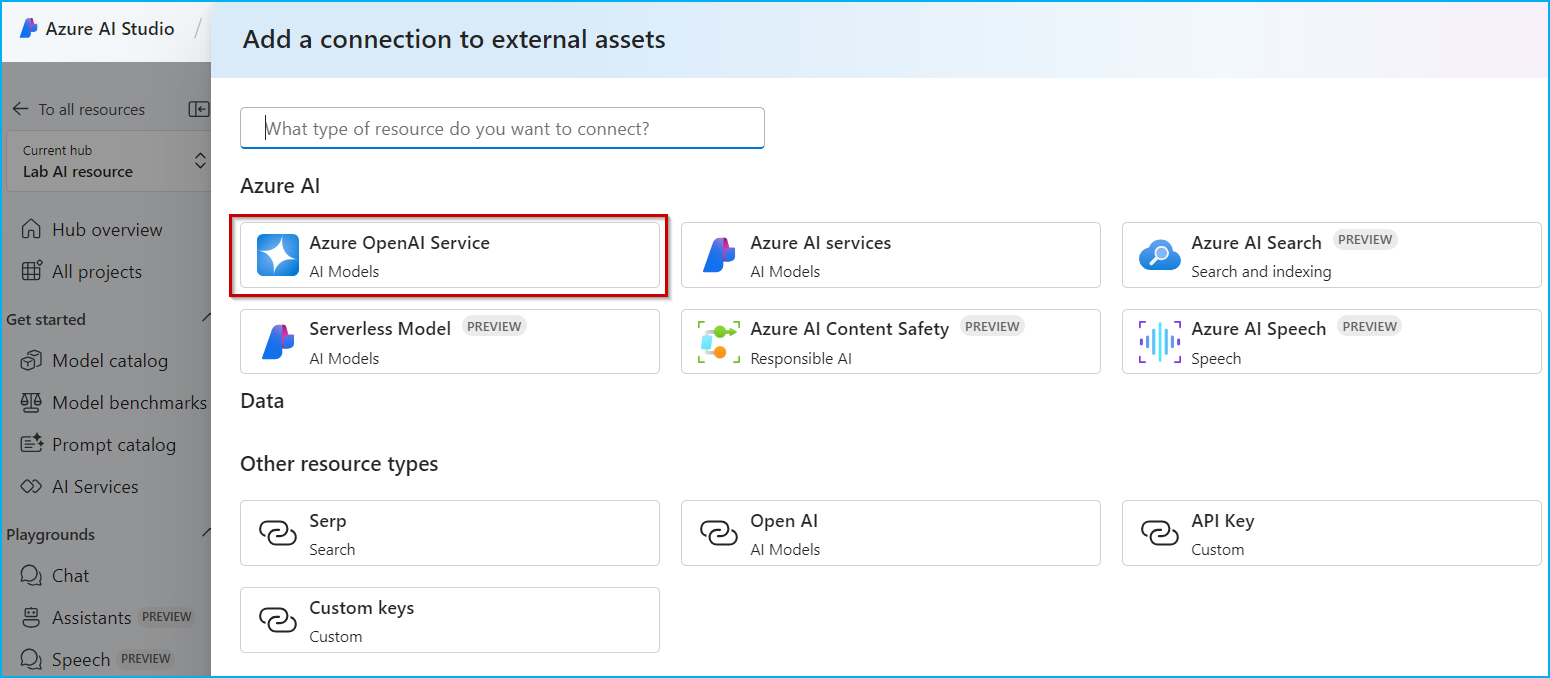 Azure AI Studio /
Add a connection to external assets
To all resources
Current hub
Lab AI resource
Hub overview
All projects
Get started
Model catalog
Model benchmarks
Prompt catalog
AI Services
Playgrounds
Chat
Assistants PREVIEW
Speech PREVIEW
What type of resource do you want to connect?
Azure AI
Azure OpenAI Service
AI Models
Azure AI services
AI Models
Azure AI Search PREVIEW
Search and indexing
Serverless Model PREVIEW
AI Models
Azure AI Content Safety PREVIEW
Responsible AI
Azure AI Speech PREVIEW
Speech
Data
Other resource types
Serp
Search
Open AI
AI Models
API Key
Custom
Custom keys
Custom